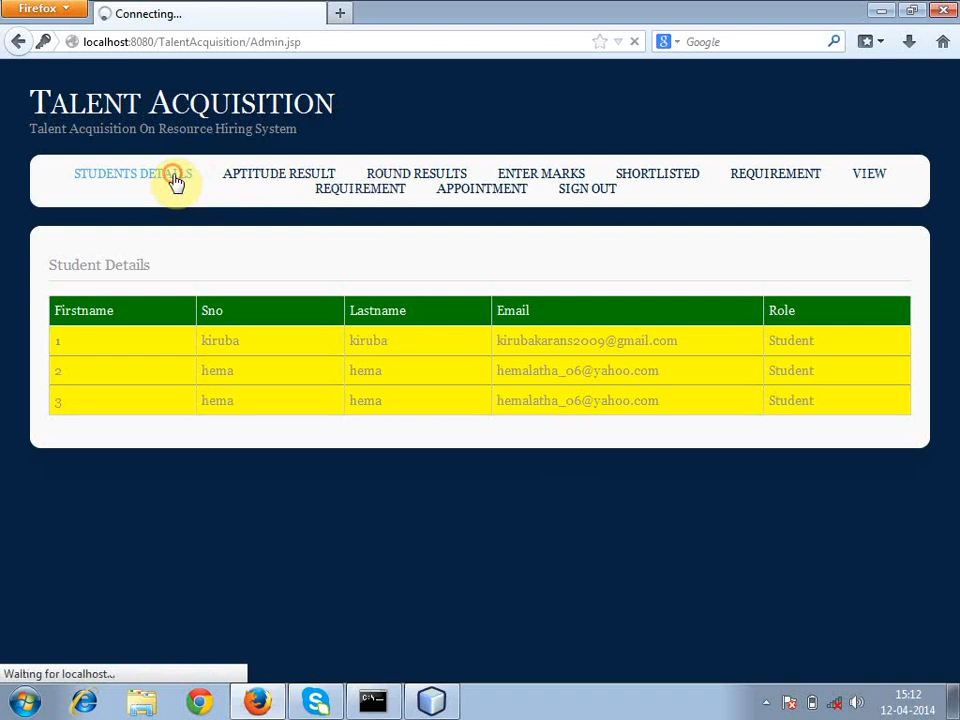 Firefox
Connecting...
localhost:8080/TalentAcquisition/Admin.jsp
Google
TALENT ACQUISITION
Talent Acquisition On Resource Hiring System
STUDENTS DETAILS APTITUDE RESULT ROUND RESULTS ENTER MARKS SHORTLISTED REQUIREMENT VIEW
REQUIREMENT APPOINTMENT SIGN OUT
Student Details
Firstname Sno Lastname Email Role
1 kiruba kiruba kirubakarans2009@gmail.com Student
2 hema hema hemalatha_06@yahoo.com Student
3 hema hema hemalatha_06@yahoo.com Student
Waiting for localhost...
15:12
12-04-2014